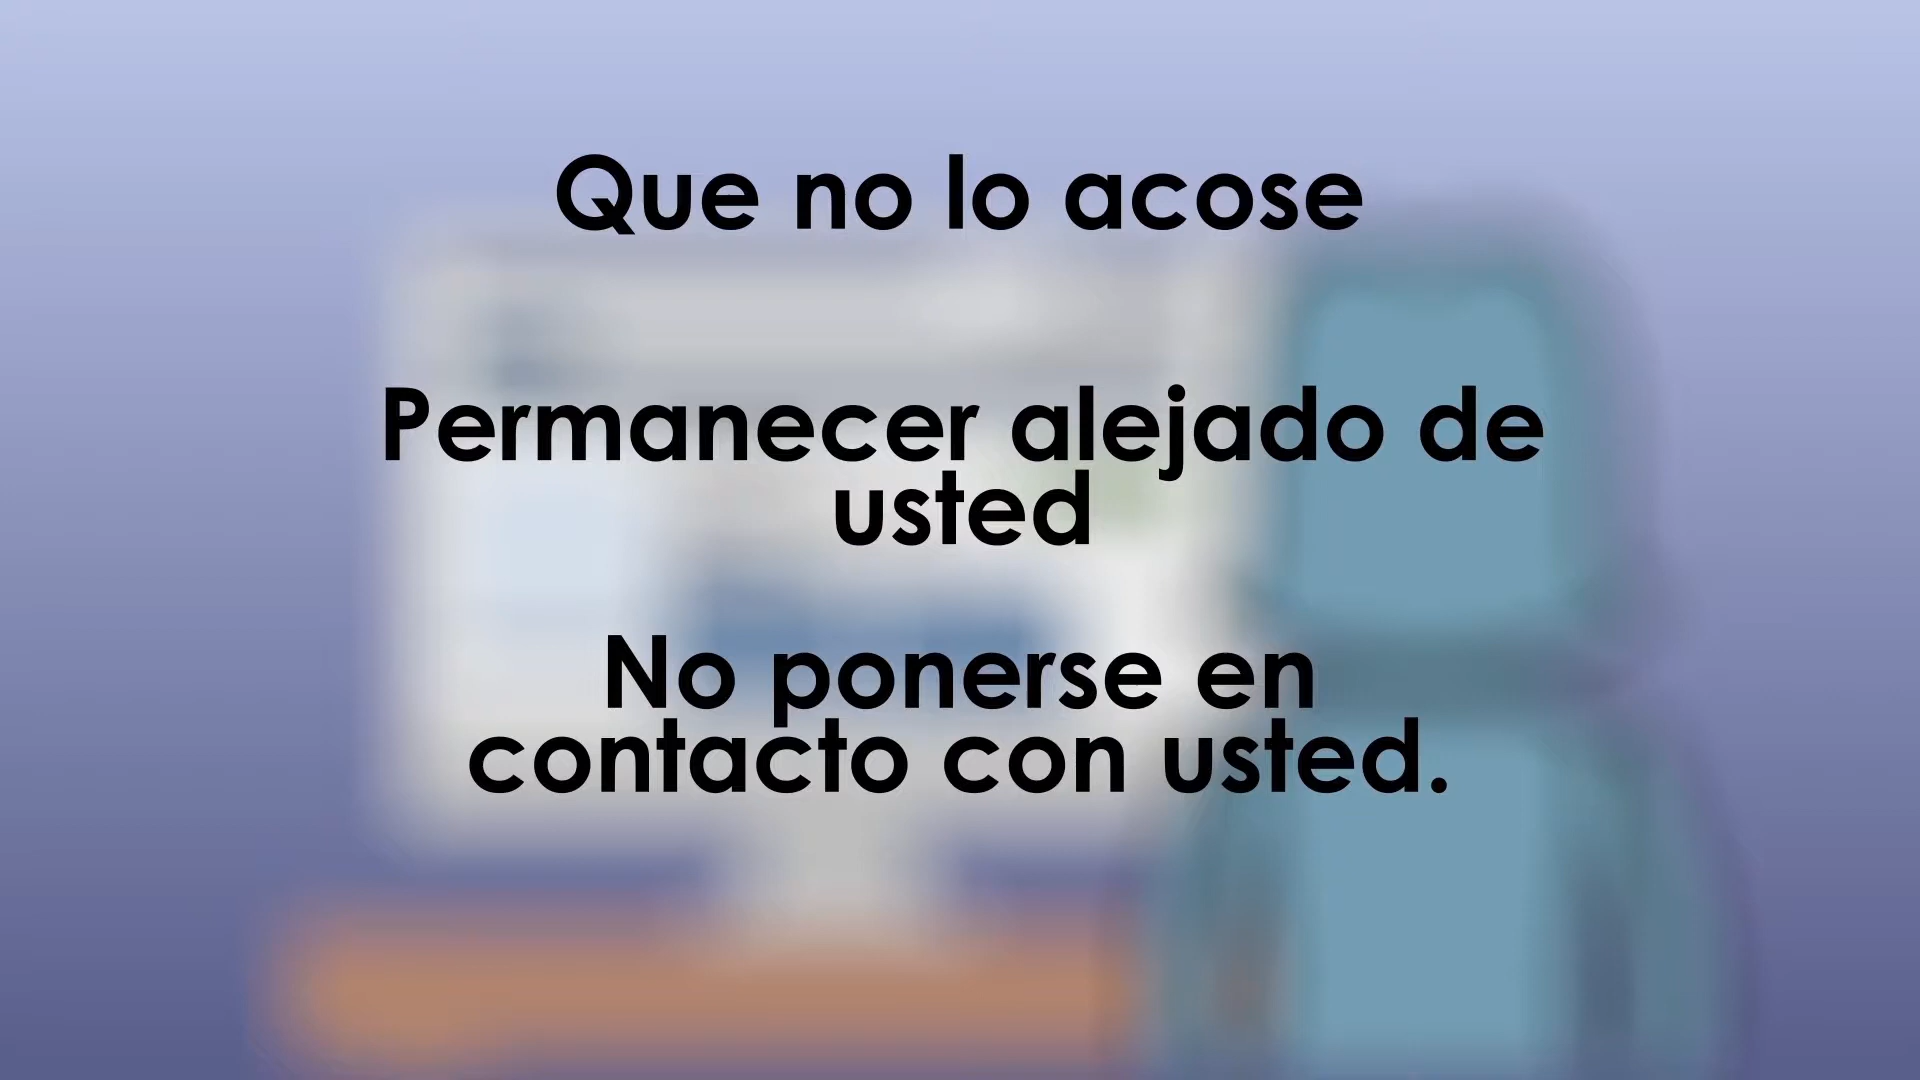 Que no lo acose
Permanecer alejado de
usted
No ponerse en
contacto con usted.